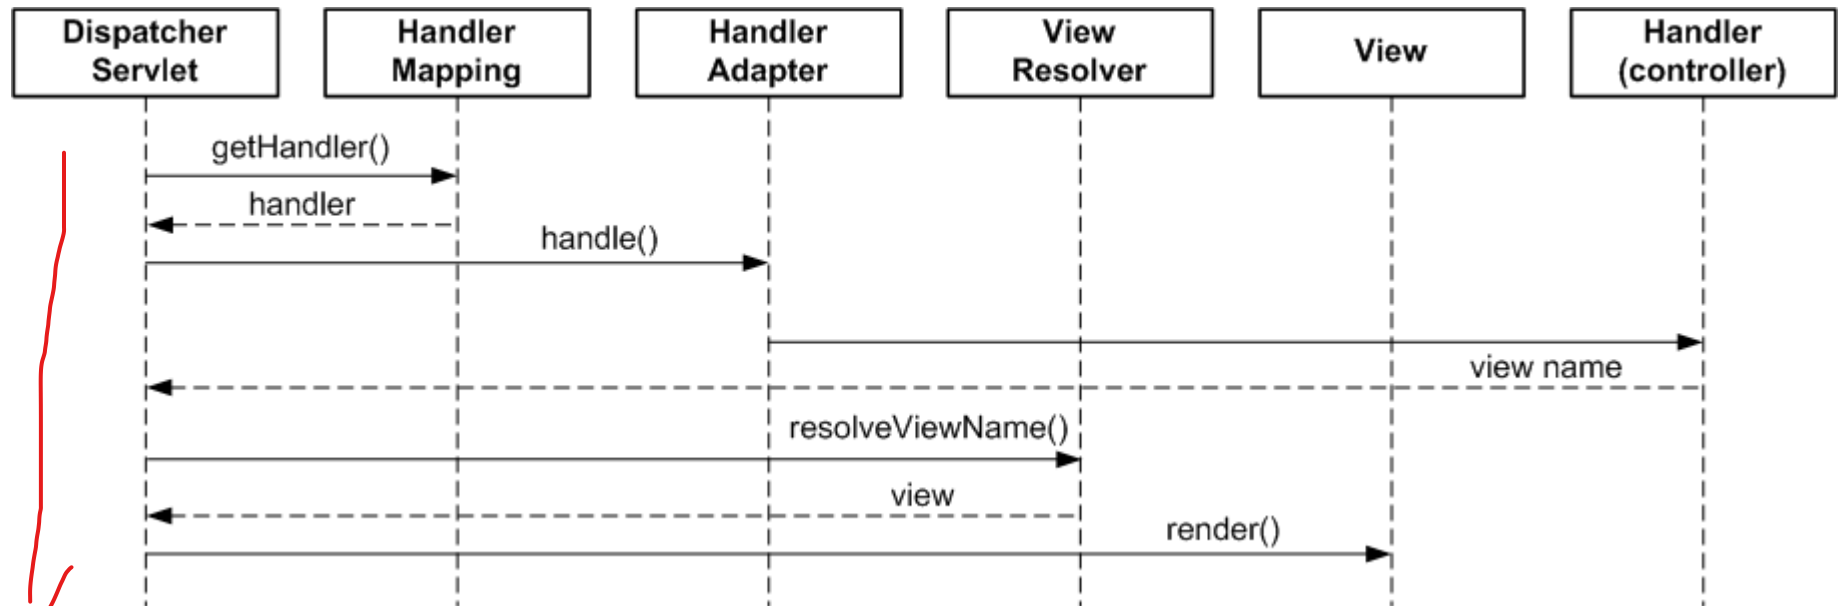 Dispatcher
Servlet
Handler
Mapping
Handler
Adapter
View
Resolver
View
Handler
(controller)
getHandler()
handler
handle()
view name
resolveViewName()
view
render()